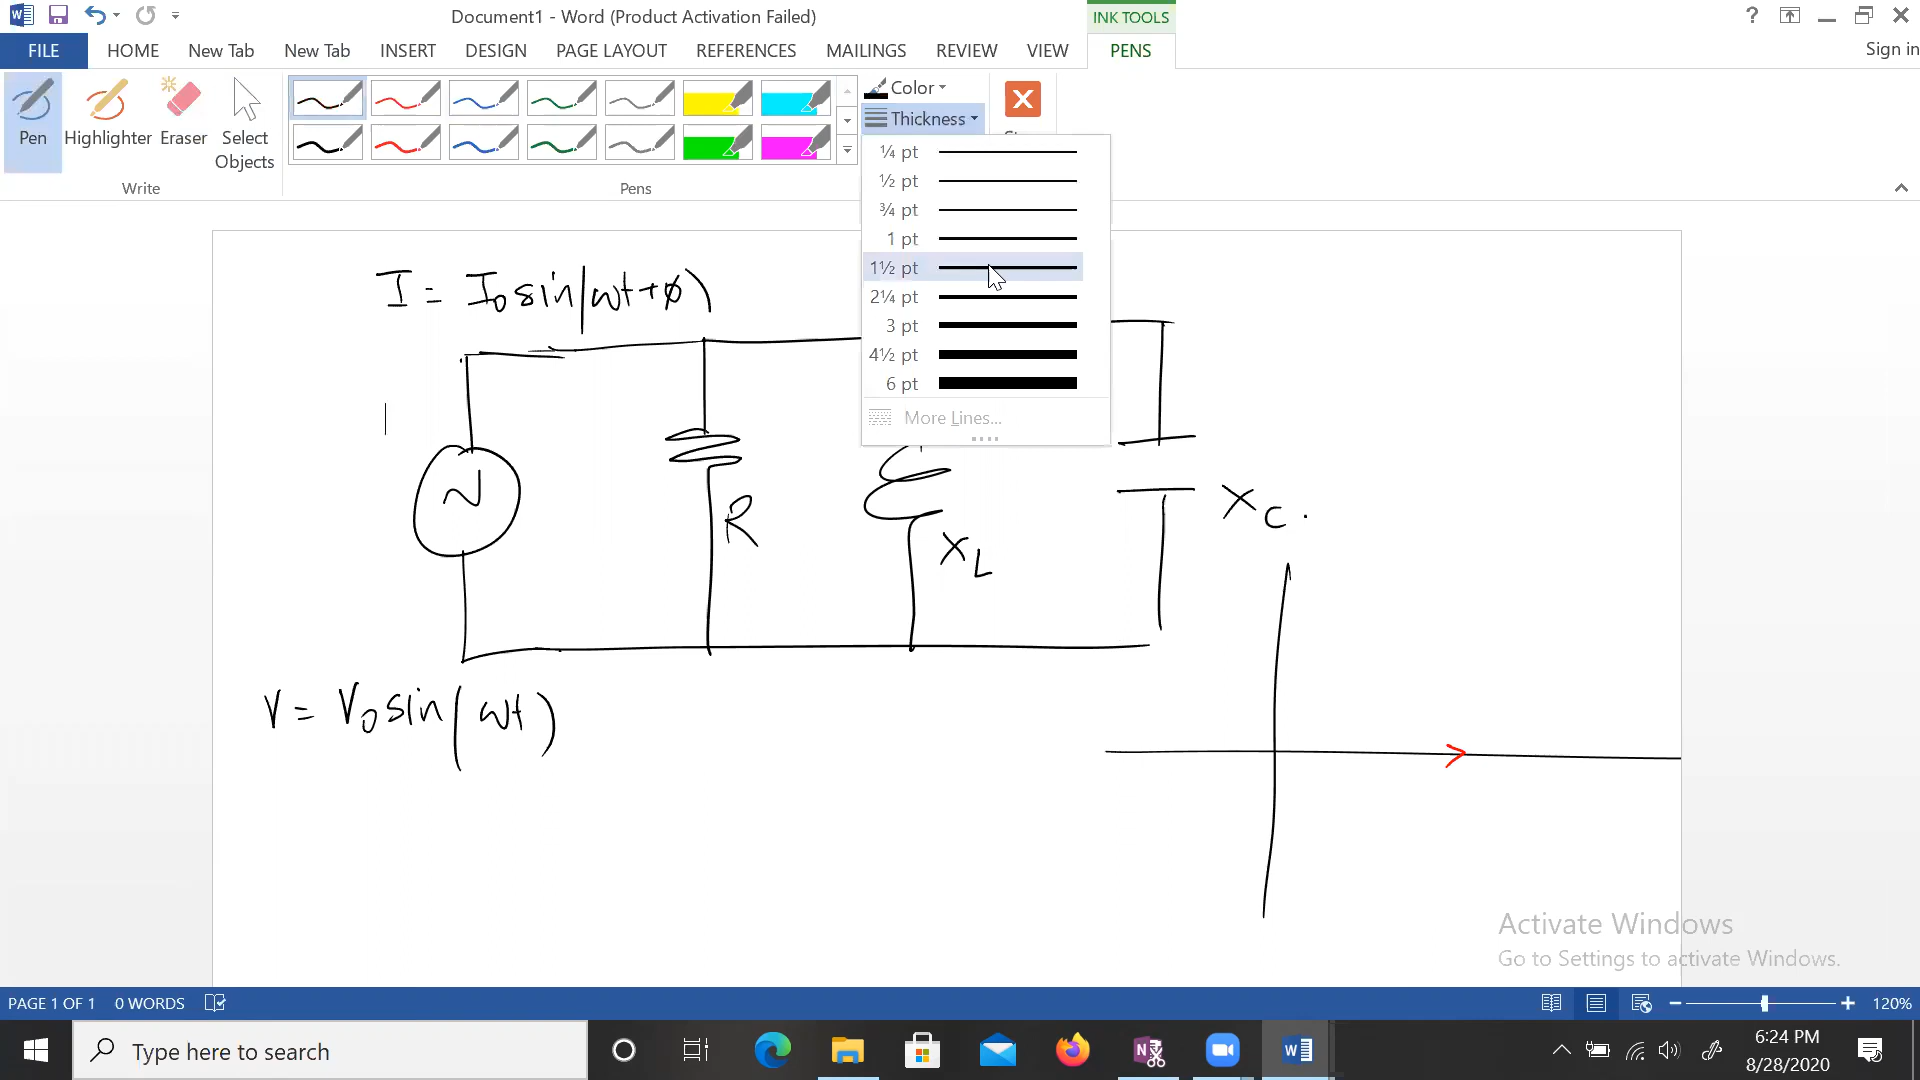 Document1 - Word (Product Activation Failed)
INK TOOLS
?
FILE HOME New Tab New Tab INSERT DESIGN PAGE LAYOUT REFERENCES MAILINGS REVIEW VIEW PENS
Sign in
Pen Highlighter Eraser Select Objects
Write
Pens
Color
Thickness
¼ pt
½ pt
¾ pt
1 pt
1½ pt
2¼ pt
3 pt
4½ pt
6 pt
More Lines...
I = I₀ sin(ωt+ϕ)
R
X_L
X_C .
V = V₀ sin(ωt)
Activate Windows
Go to Settings to activate Windows.
PAGE 1 OF 1 0 WORDS
120%
Type here to search
6:24 PM
8/28/2020